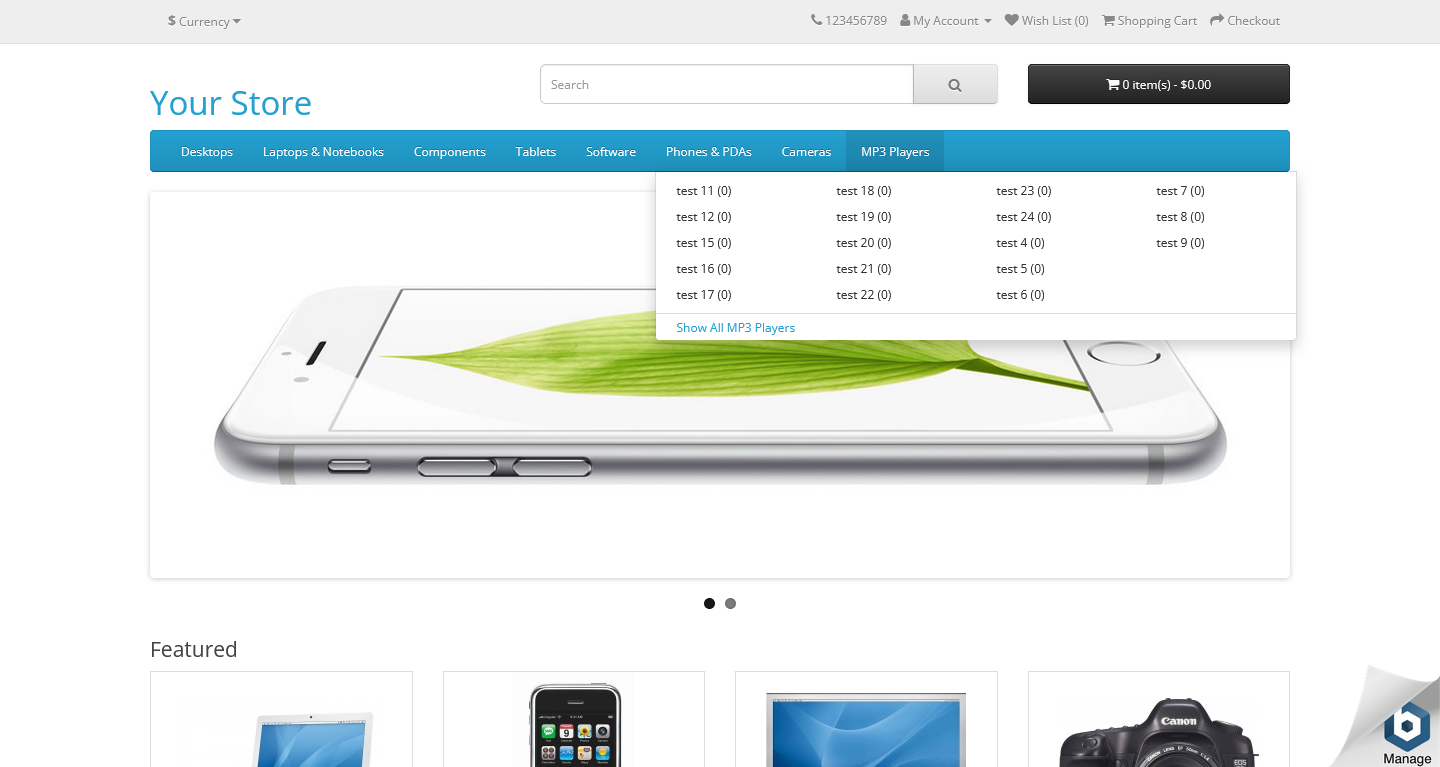 $ Currency
123456789 My Account Wish List (0) Shopping Cart Checkout
Your Store
Search
0 item(s) - $0.00
Desktops Laptops & Notebooks Components Tablets Software Phones & PDAs Cameras MP3 Players
test 11 (0) test 18 (0) test 23 (0) test 7 (0)
test 12 (0) test 19 (0) test 24 (0) test 8 (0)
test 15 (0) test 20 (0) test 4 (0) test 9 (0)
test 16 (0) test 21 (0) test 5 (0)
test 17 (0) test 22 (0) test 6 (0)
Show All MP3 Players
Featured
Canon
EOS
Manage